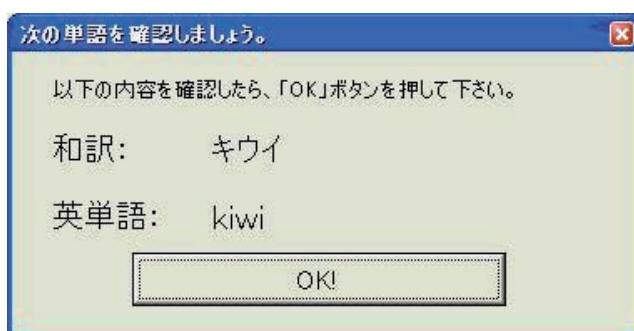 次の単語を確認しましょう。
以下の内容を確認したら、「OK」ボタンを押して下さい。
和訳: キウイ
英単語: kiwi
OK!